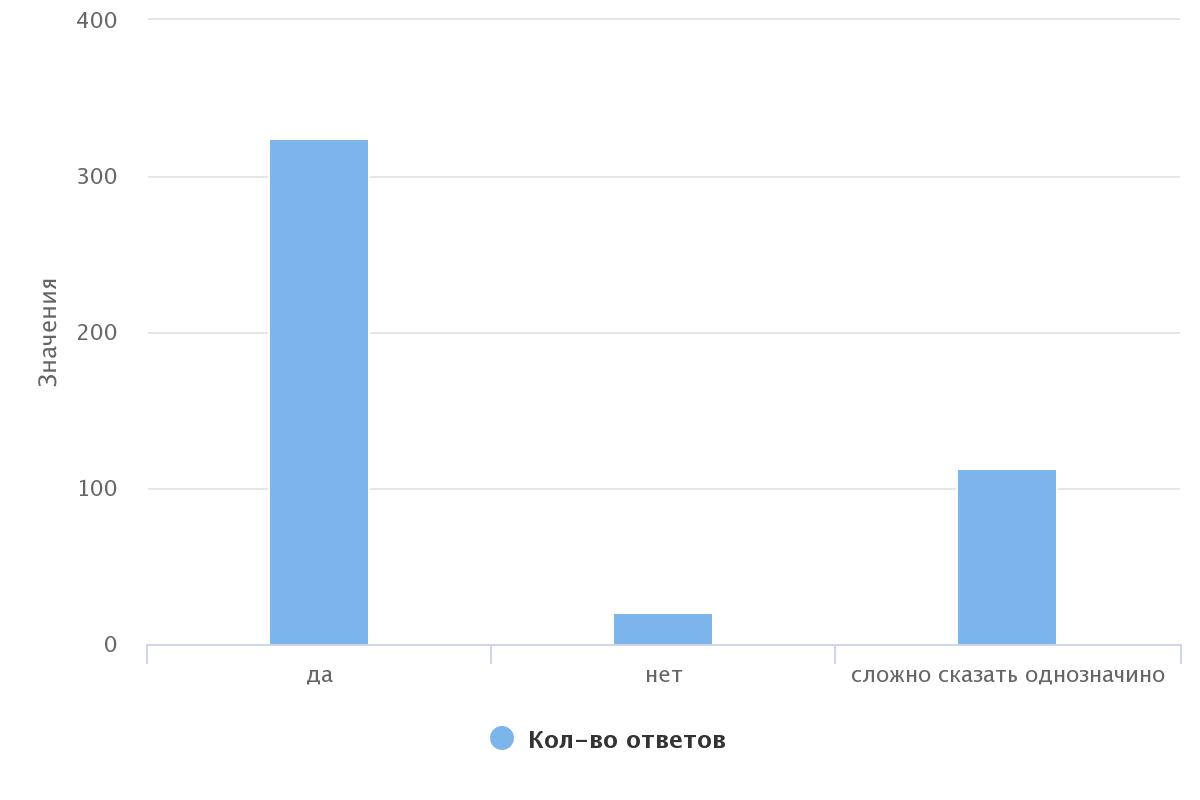 400
300
200
100
0
Значения
да
нет
сложно сказать однозначино
Кол-во ответов